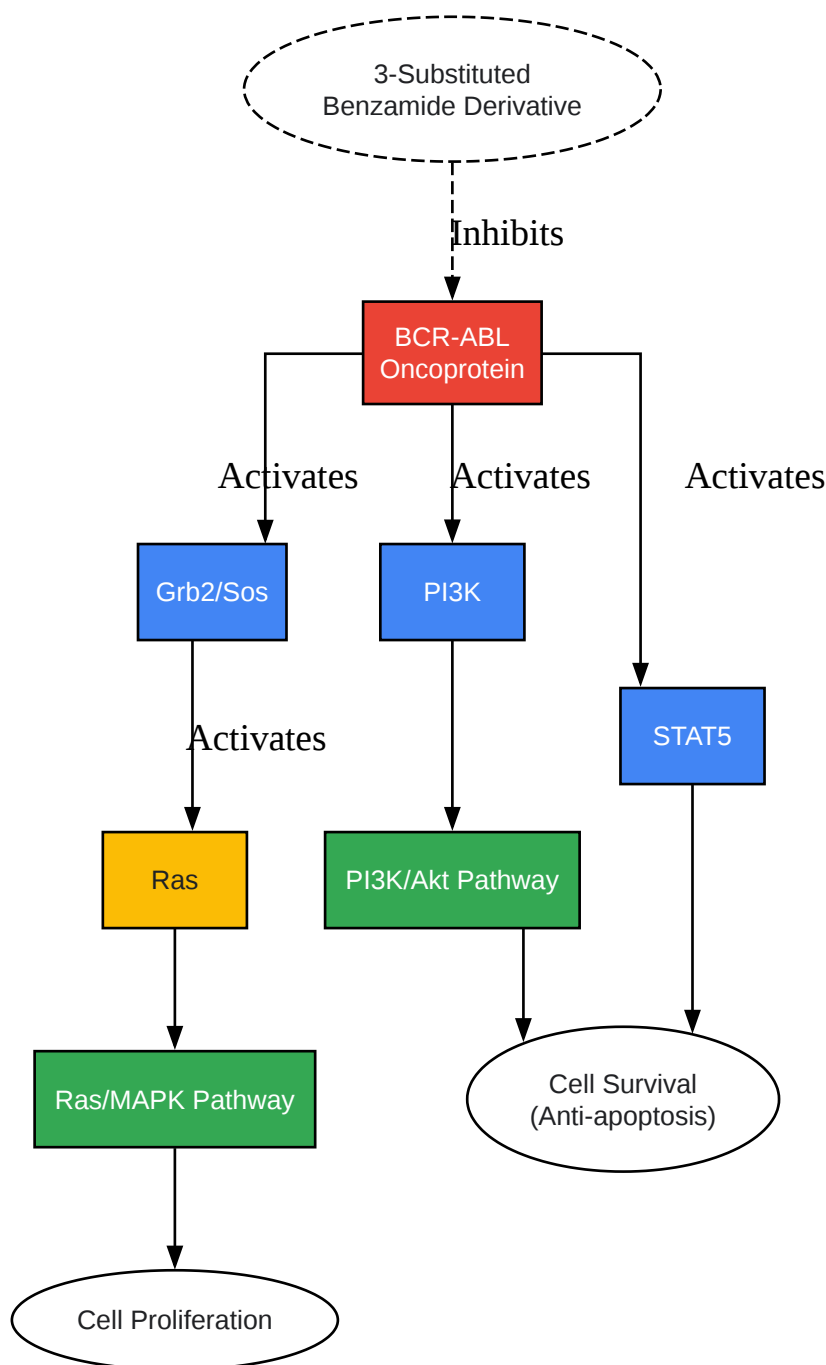 3-Substituted
Benzamide Derivative
Inhibits
BCR-ABL
Oncoprotein
Activates
Activates
Activates
Grb2/Sos
PI3K
STAT5
Activates
Ras
PI3K/Akt Pathway
Ras/MAPK Pathway
Cell Survival
(Anti-apoptosis)
Cell Proliferation